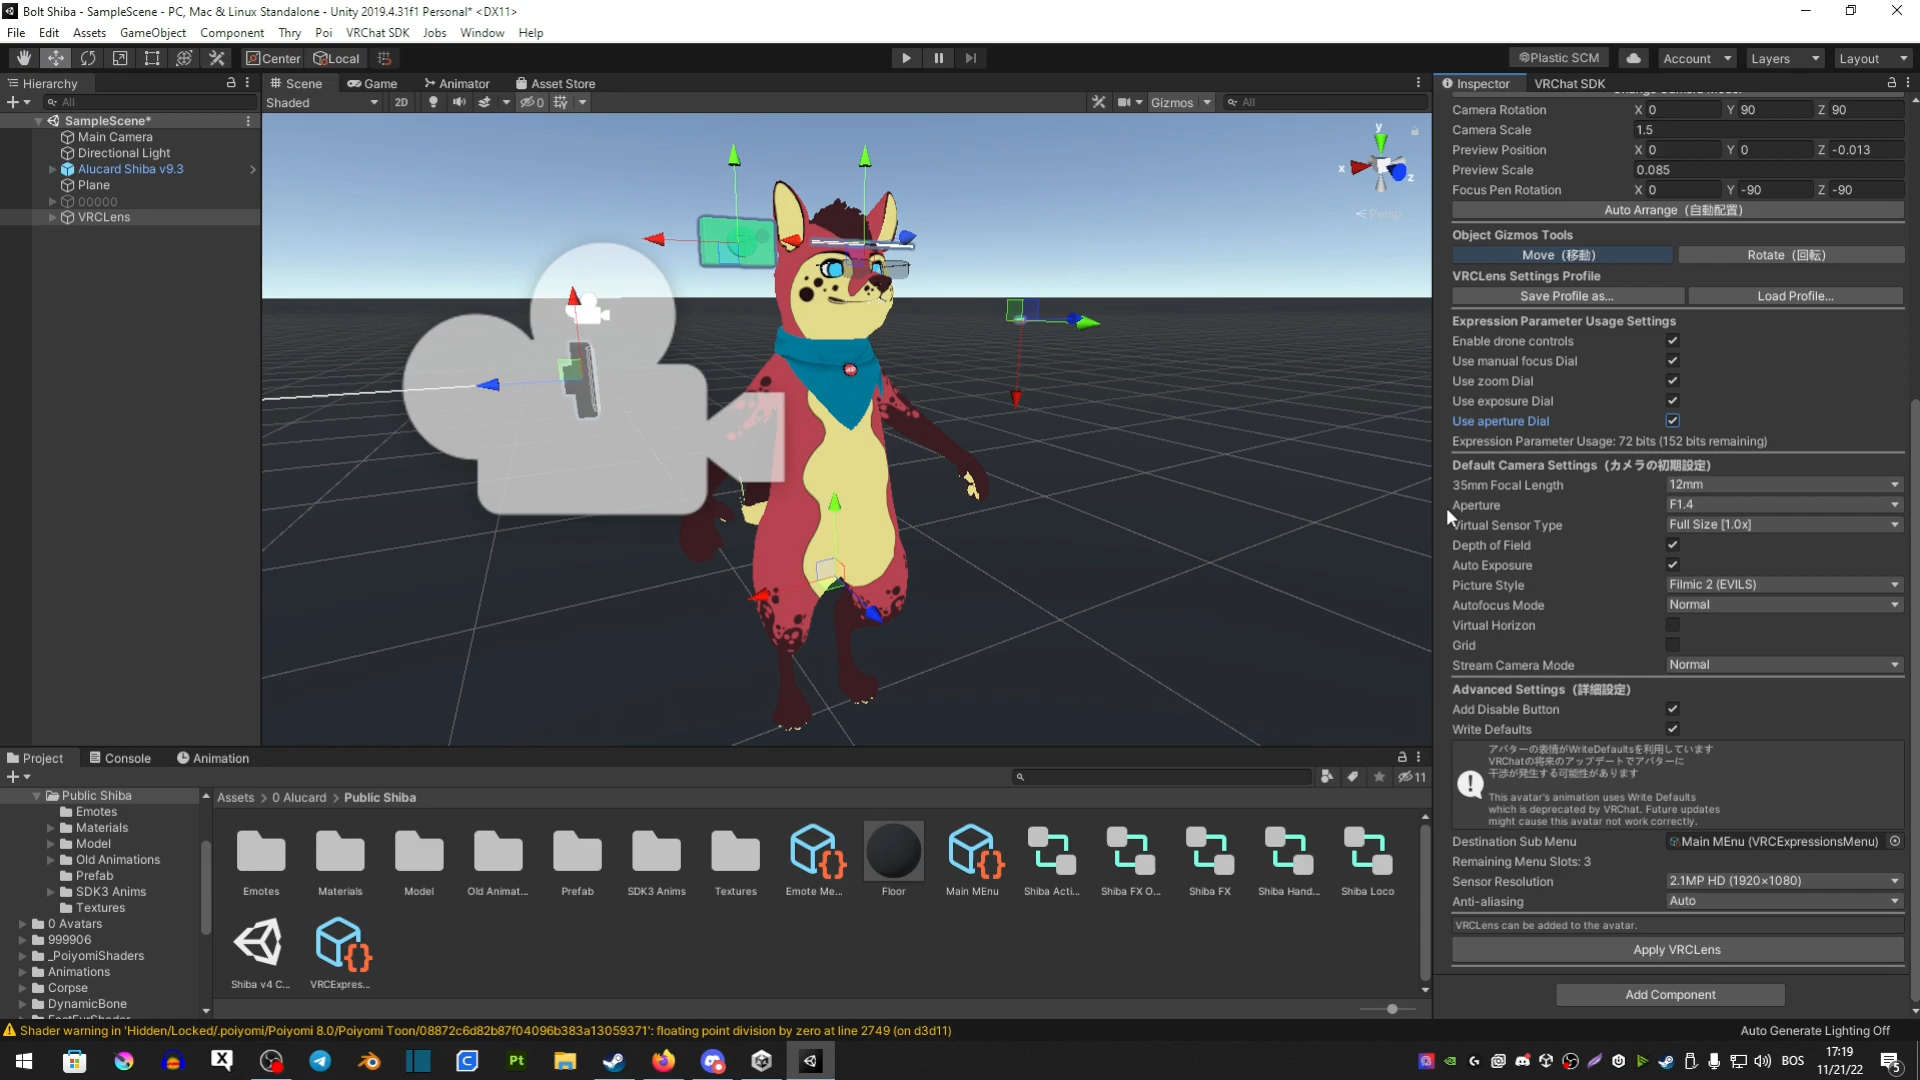 Bolt Shiba - SampleScene - PC, Mac & Linux Standalone - Unity 2019.4.31f1 Personal* <DX11>
File Edit Assets GameObject Component Thry Poi VRChat SDK Jobs Window Help
Center Local Plastic SCM Account Layers Layout
Hierarchy Scene Game Animator Asset Store Inspector VRChat SDK
All Shaded 2D 0 Gizmos All
SampleScene*
Main Camera
Directional Light
Alucard Shiba v9.3
Plane
00000
VRCLens
y
x
z
Persp
Camera Rotation X 0 Y 90 Z 90
Camera Scale 1.5
Preview Position X 0 Y 0 Z -0.013
Preview Scale 0.085
Focus Pen Rotation X 0 Y -90 Z -90
Auto Arrange (自動配置)
Object Gizmos Tools
Move (移動) Rotate (回転)
VRCLens Settings Profile
Save Profile as... Load Profile...
Expression Parameter Usage Settings
Enable drone controls
Use manual focus Dial
Use zoom Dial
Use exposure Dial
Use aperture Dial
Expression Parameter Usage: 72 bits (152 bits remaining)
Default Camera Settings (カメラの初期設定)
35mm Focal Length 12mm
Aperture F1.4
Virtual Sensor Type Full Size [1.0x]
Depth of Field
Auto Exposure
Picture Style Filmic 2 (EVILS)
Autofocus Mode Normal
Virtual Horizon
Grid
Stream Camera Mode Normal
Advanced Settings (詳細設定)
Add Disable Button
Write Defaults
アバターの表情がWriteDefaultsを利用しています
VRChatの将来のアップデートでアバターに
干渉が発生する可能性があります
This avatar's animation uses Write Defaults
which is deprecated by VRChat. Future updates
might cause this avatar not work correctly.
Destination Sub Menu Main MEnu (VRCExpressionsMenu)
Remaining Menu Slots: 3
Sensor Resolution 2.1MP HD (1920×1080)
Anti-aliasing Auto
VRCLens can be added to the avatar.
Apply VRCLens
Add Component
Project Console Animation
11
Public Shiba
Emotes
Materials
Model
Old Animations
Prefab
SDK3 Anims
Textures
0 Avatars
999906
_PoiyomiShaders
Animations
Corpse
DynamicBone
Assets > 0 Alucard > Public Shiba
Emotes Materials Model Old Animat... Prefab SDK3 Anims Textures Emote Me... Floor Main MEnu Shiba Acti... Shiba FX O... Shiba FX Shiba Hand... Shiba Loco
Shiba v4 C... VRCExpres...
Shader warning in 'Hidden/Locked/.poiyomi/Poiyomi 8.0/Poiyomi Toon/08872c6d82b87f04096b383a13059371': floating point division by zero at line 2749 (on d3d11)
Auto Generate Lighting Off
X Pt BOS 17:19
11/21/22 5